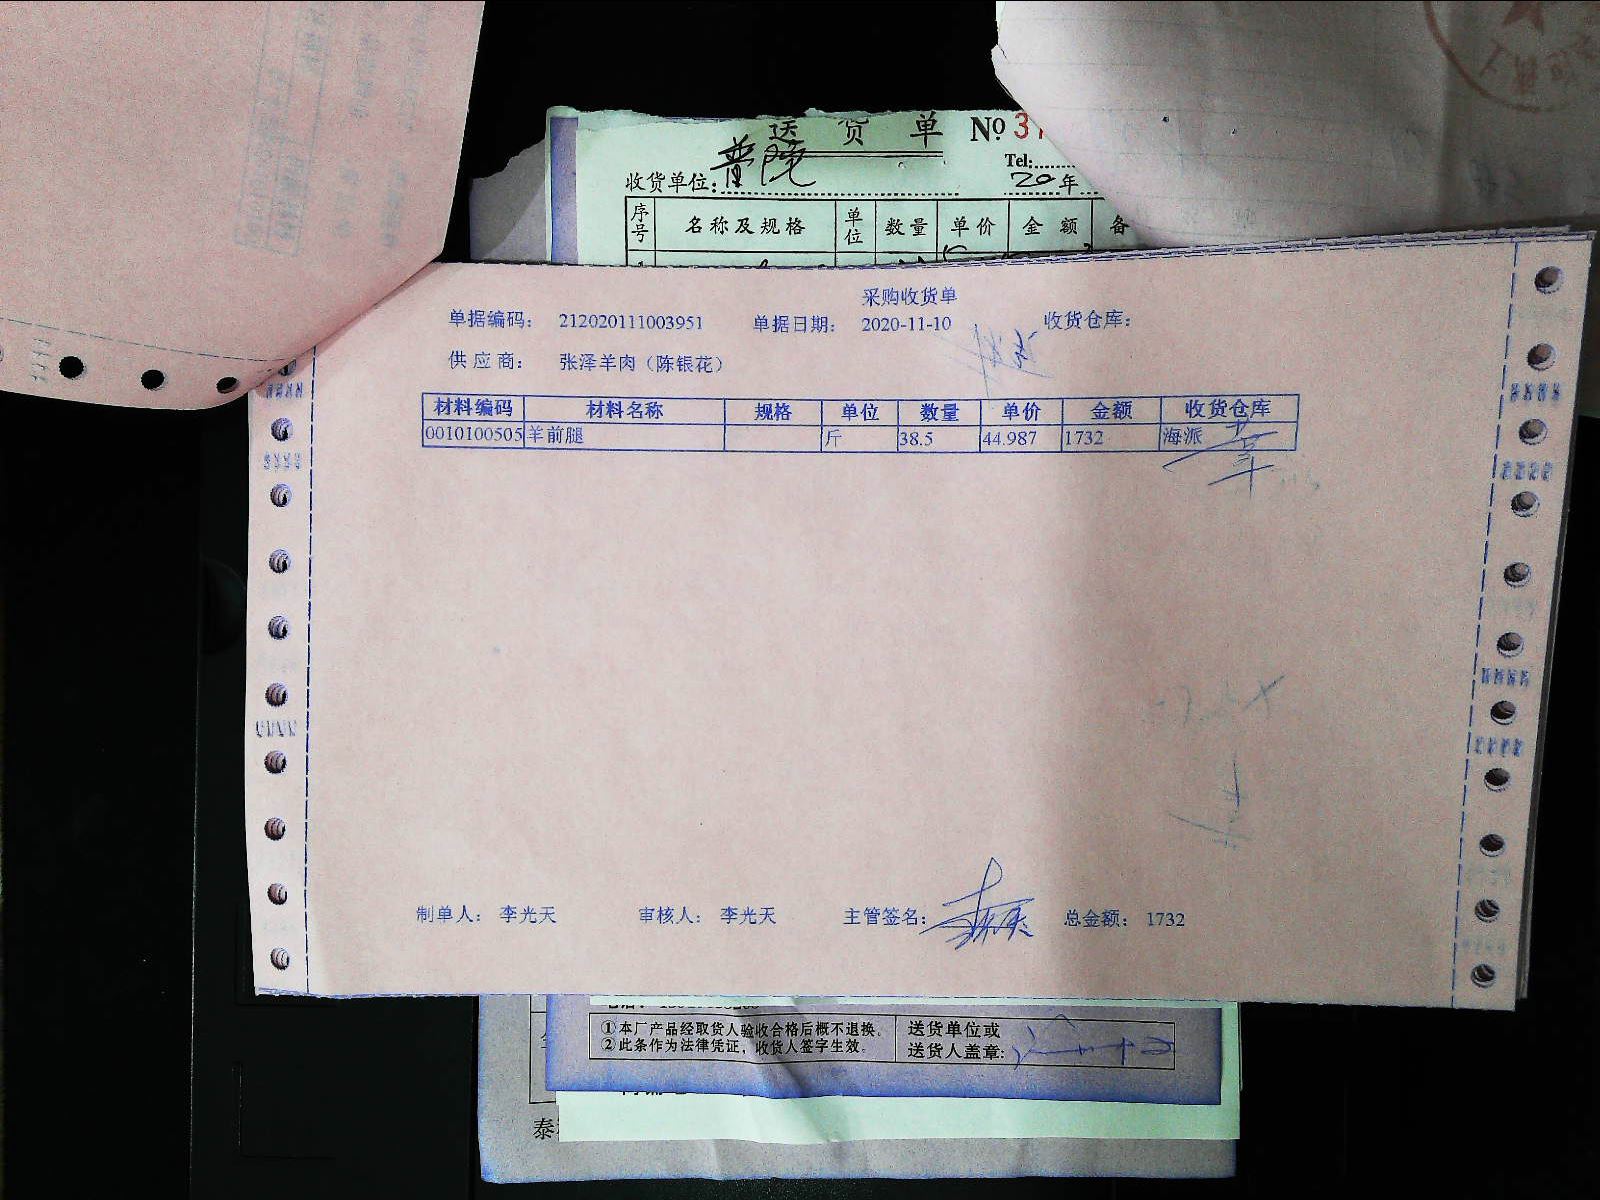 送 货 单 №
Tel:
收货单位: 普陀
20 年
序号 名称及规格 单位 数量 单价 金额 备
采购收货单
单据编码： 212020111003951 单据日期： 2020-11-10 收货仓库：
供应商： 张泽羊肉（陈银花）
材料编码 材料名称 规格 单位 数量 单价 金额 收货仓库
0010100505 羊前腿 斤 38.5 44.987 1732 海派
制单人： 李光天 审核人： 李光天 主管签名： 总金额： 1732
①本厂产品经取货人验收合格后概不退换。
②此条作为法律凭证，收货人签字生效。
送货单位或
送货人盖章:
泰